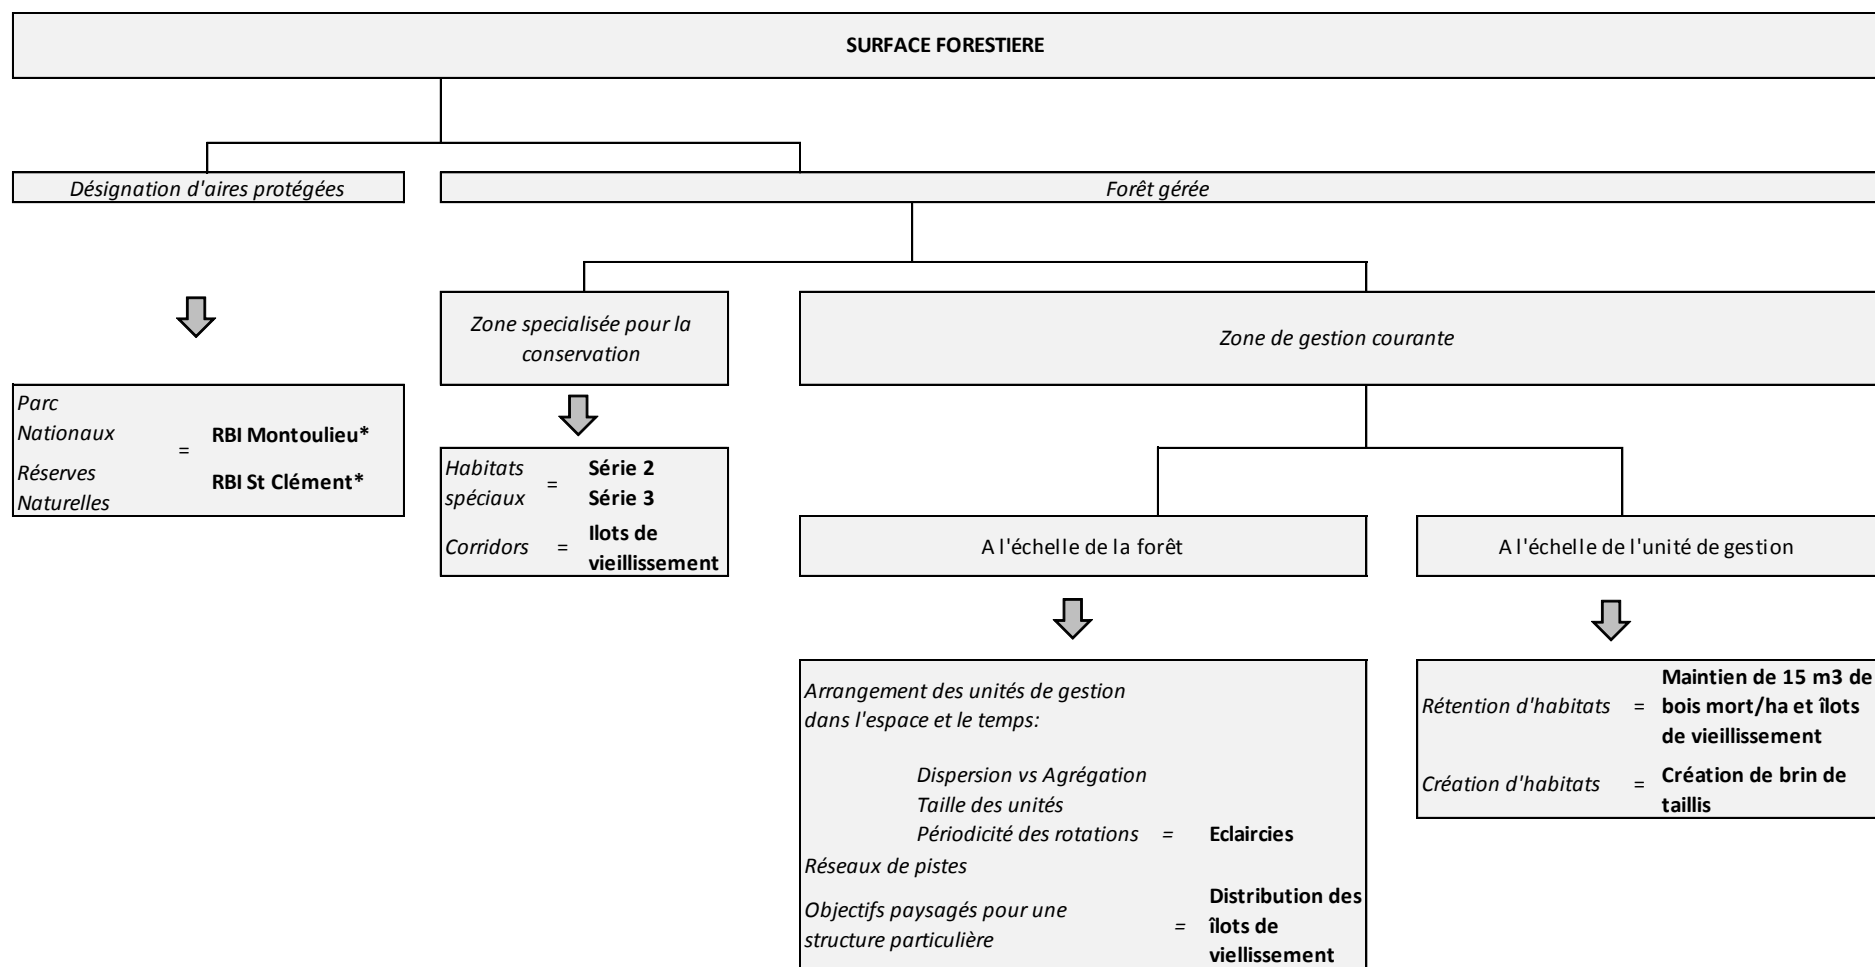 SURFACE FORESTIERE
Désignation d'aires protégées
Forêt gérée
Zone specialisée pour la
conservation
Zone de gestion courante
Parc
Nationaux
Réserves
Naturelles
=
RBI Montoulieu*
RBI St Clément*
Habitats
spéciaux
=
Série 2
Série 3
Corridors
=
Ilots de
vieillissement
A l'échelle de la forêt
A l'échelle de l'unité de gestion
Arrangement des unités de gestion
dans l'espace et le temps:
Dispersion vs Agrégation
Taille des unités
Périodicité des rotations = Eclaircies
Réseaux de pistes
Objectifs paysagés pour une
structure particulière
=
Distribution des
îlots de
viellissement
Rétention d'habitats
=
Maintien de 15 m3 de
bois mort/ha et îlots
de vieillissement
Création d'habitats
=
Création de brin de
taillis